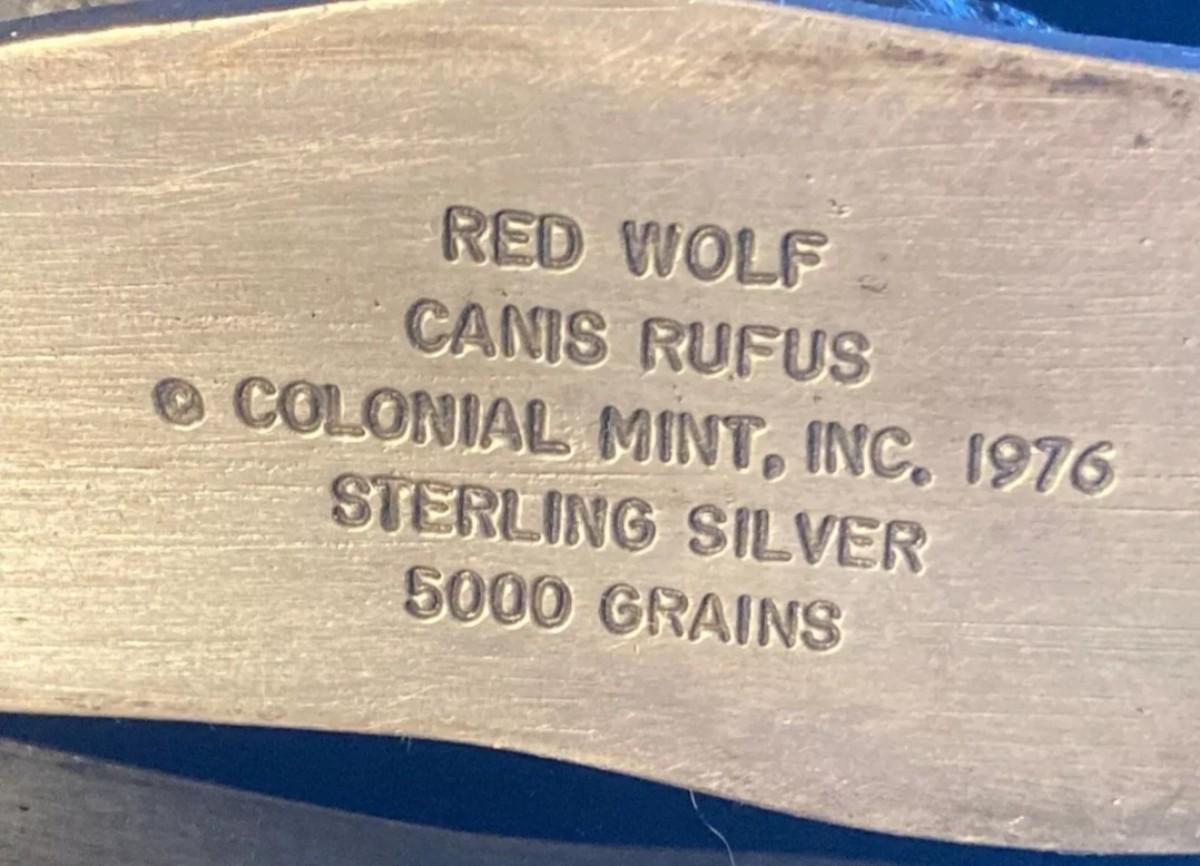 RED WOLF
CANIS RUFUS
© COLONIAL MINT, INC. 1976
STERLING SILVER
5000 GRAINS